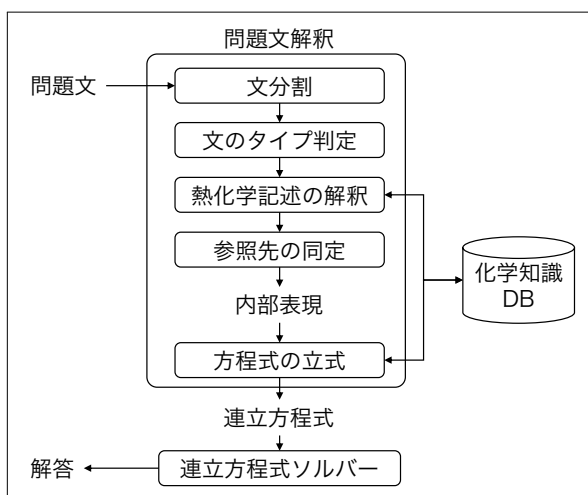 問題文解釈
問題文
文分割
文のタイプ判定
熱化学記述の解釈
参照先の同定
化学知識
DB
内部表現
方程式の立式
連立方程式
解答
連立方程式ソルバー